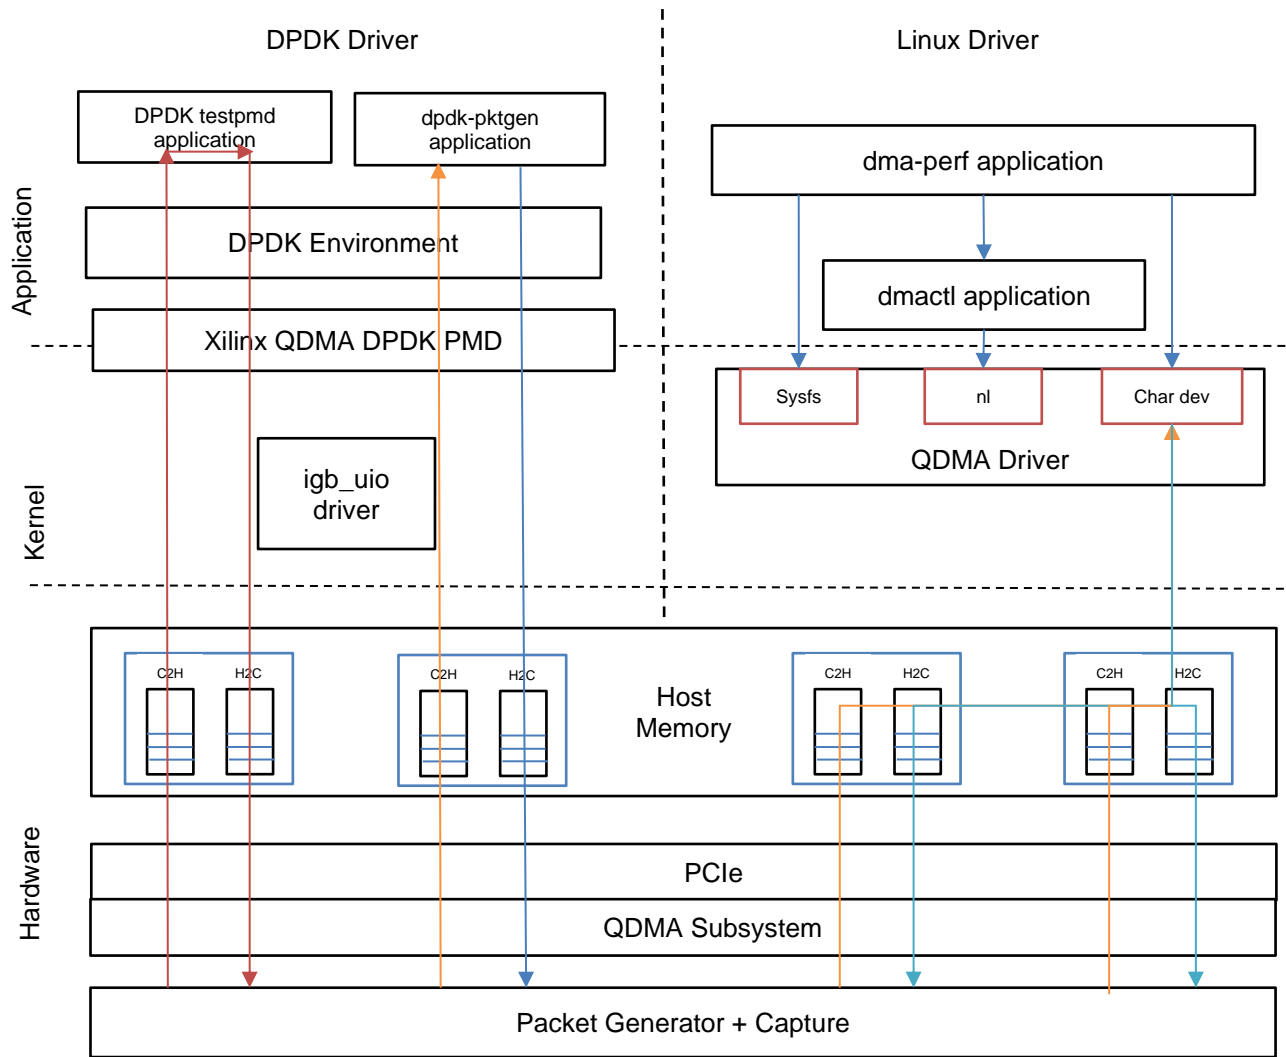 DPDK Driver
Linux Driver
DPDK testpmd
application
dpdk-pktgen
application
dma-perf application
Application
DPDK Environment
dmactl application
Xilinx QDMA DPDK PMD
Sysfs
nl
Char dev
QDMA Driver
Kernel
igb_uio
driver
C2H
H2C
C2H
H2C
Host
Memory
C2H
H2C
C2H
H2C
Hardware
PCIe
QDMA Subsystem
Packet Generator + Capture